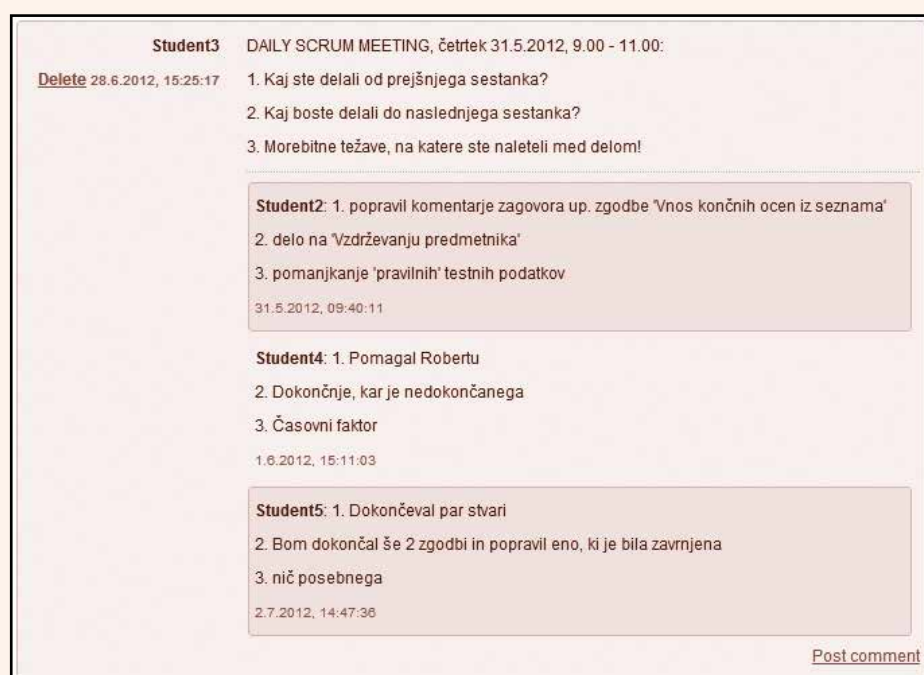 Student3 DAILY SCRUM MEETING, četrtek 31.5.2012, 9.00 - 11.00:
Delete 28.6.2012, 15:25:17 1. Kaj ste delali od prejšnjega sestanka?
2. Kaj boste delali do naslednjega sestanka?
3. Morebitne težave, na katere ste naleteli med delom!
Student2: 1. popravil komentarje zagovora up. zgodbe 'Vnos končnih ocen iz seznama'
2. delo na 'Vzdrževanju predmetnika'
3. pomanjkanje 'pravilnih' testnih podatkov
31.5.2012, 09:40:11
Student4: 1. Pomagal Robertu
2. Dokončnje, kar je nedokončanega
3. Časovni faktor
1.6.2012, 15:11:03
Student5: 1. Dokončeval par stvari
2. Bom dokončal še 2 zgodbi in popravil eno, ki je bila zavrnjena
3. nič posebnega
2.7.2012, 14:47:36
Post comment